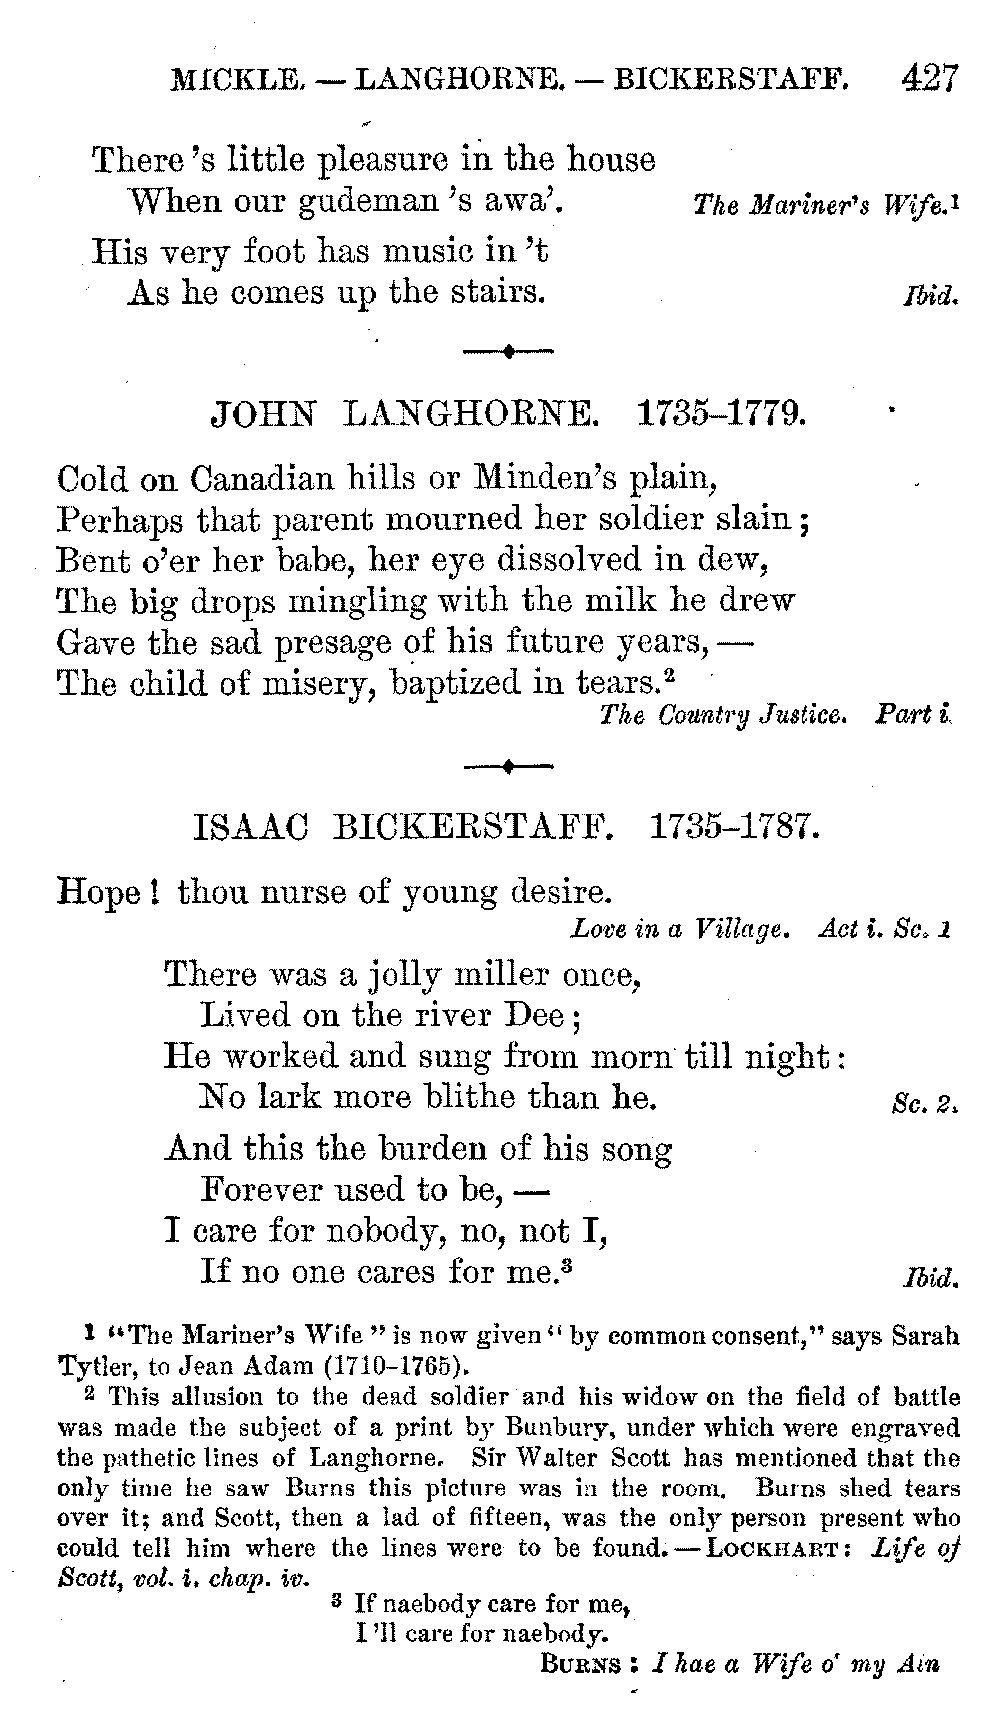 MICKLE. — LANGHORNE. — BICKERSTAFF. 427
There 's little pleasure in the house
When our gudeman 's awa'. The Mariner's Wife.¹
His very foot has music in 't
As he comes up the stairs. Ibid.
JOHN LANGHORNE. 1735–1779.
Cold on Canadian hills or Minden's plain,
Perhaps that parent mourned her soldier slain;
Bent o'er her babe, her eye dissolved in dew,
The big drops mingling with the milk he drew
Gave the sad presage of his future years, —
The child of misery, baptized in tears.²
The Country Justice. Part i.
ISAAC BICKERSTAFF. 1735–1787.
Hope! thou nurse of young desire.
Love in a Village. Act i. Sc. 1
There was a jolly miller once,
Lived on the river Dee;
He worked and sung from morn till night:
No lark more blithe than he. Sc. 2.
And this the burden of his song
Forever used to be, —
I care for nobody, no, not I,
If no one cares for me.³ Ibid.
1 "The Mariner's Wife" is now given "by common consent," says Sarah
Tytler, to Jean Adam (1710–1765).
2 This allusion to the dead soldier and his widow on the field of battle
was made the subject of a print by Bunbury, under which were engraved
the pathetic lines of Langhorne. Sir Walter Scott has mentioned that the
only time he saw Burns this picture was in the room. Burns shed tears
over it; and Scott, then a lad of fifteen, was the only person present who
could tell him where the lines were to be found. — LOCKHART: Life of
Scott, vol. i. chap. iv.
3 If naebody care for me,
I 'll care for naebody.
BURNS: I hae a Wife o' my Ain